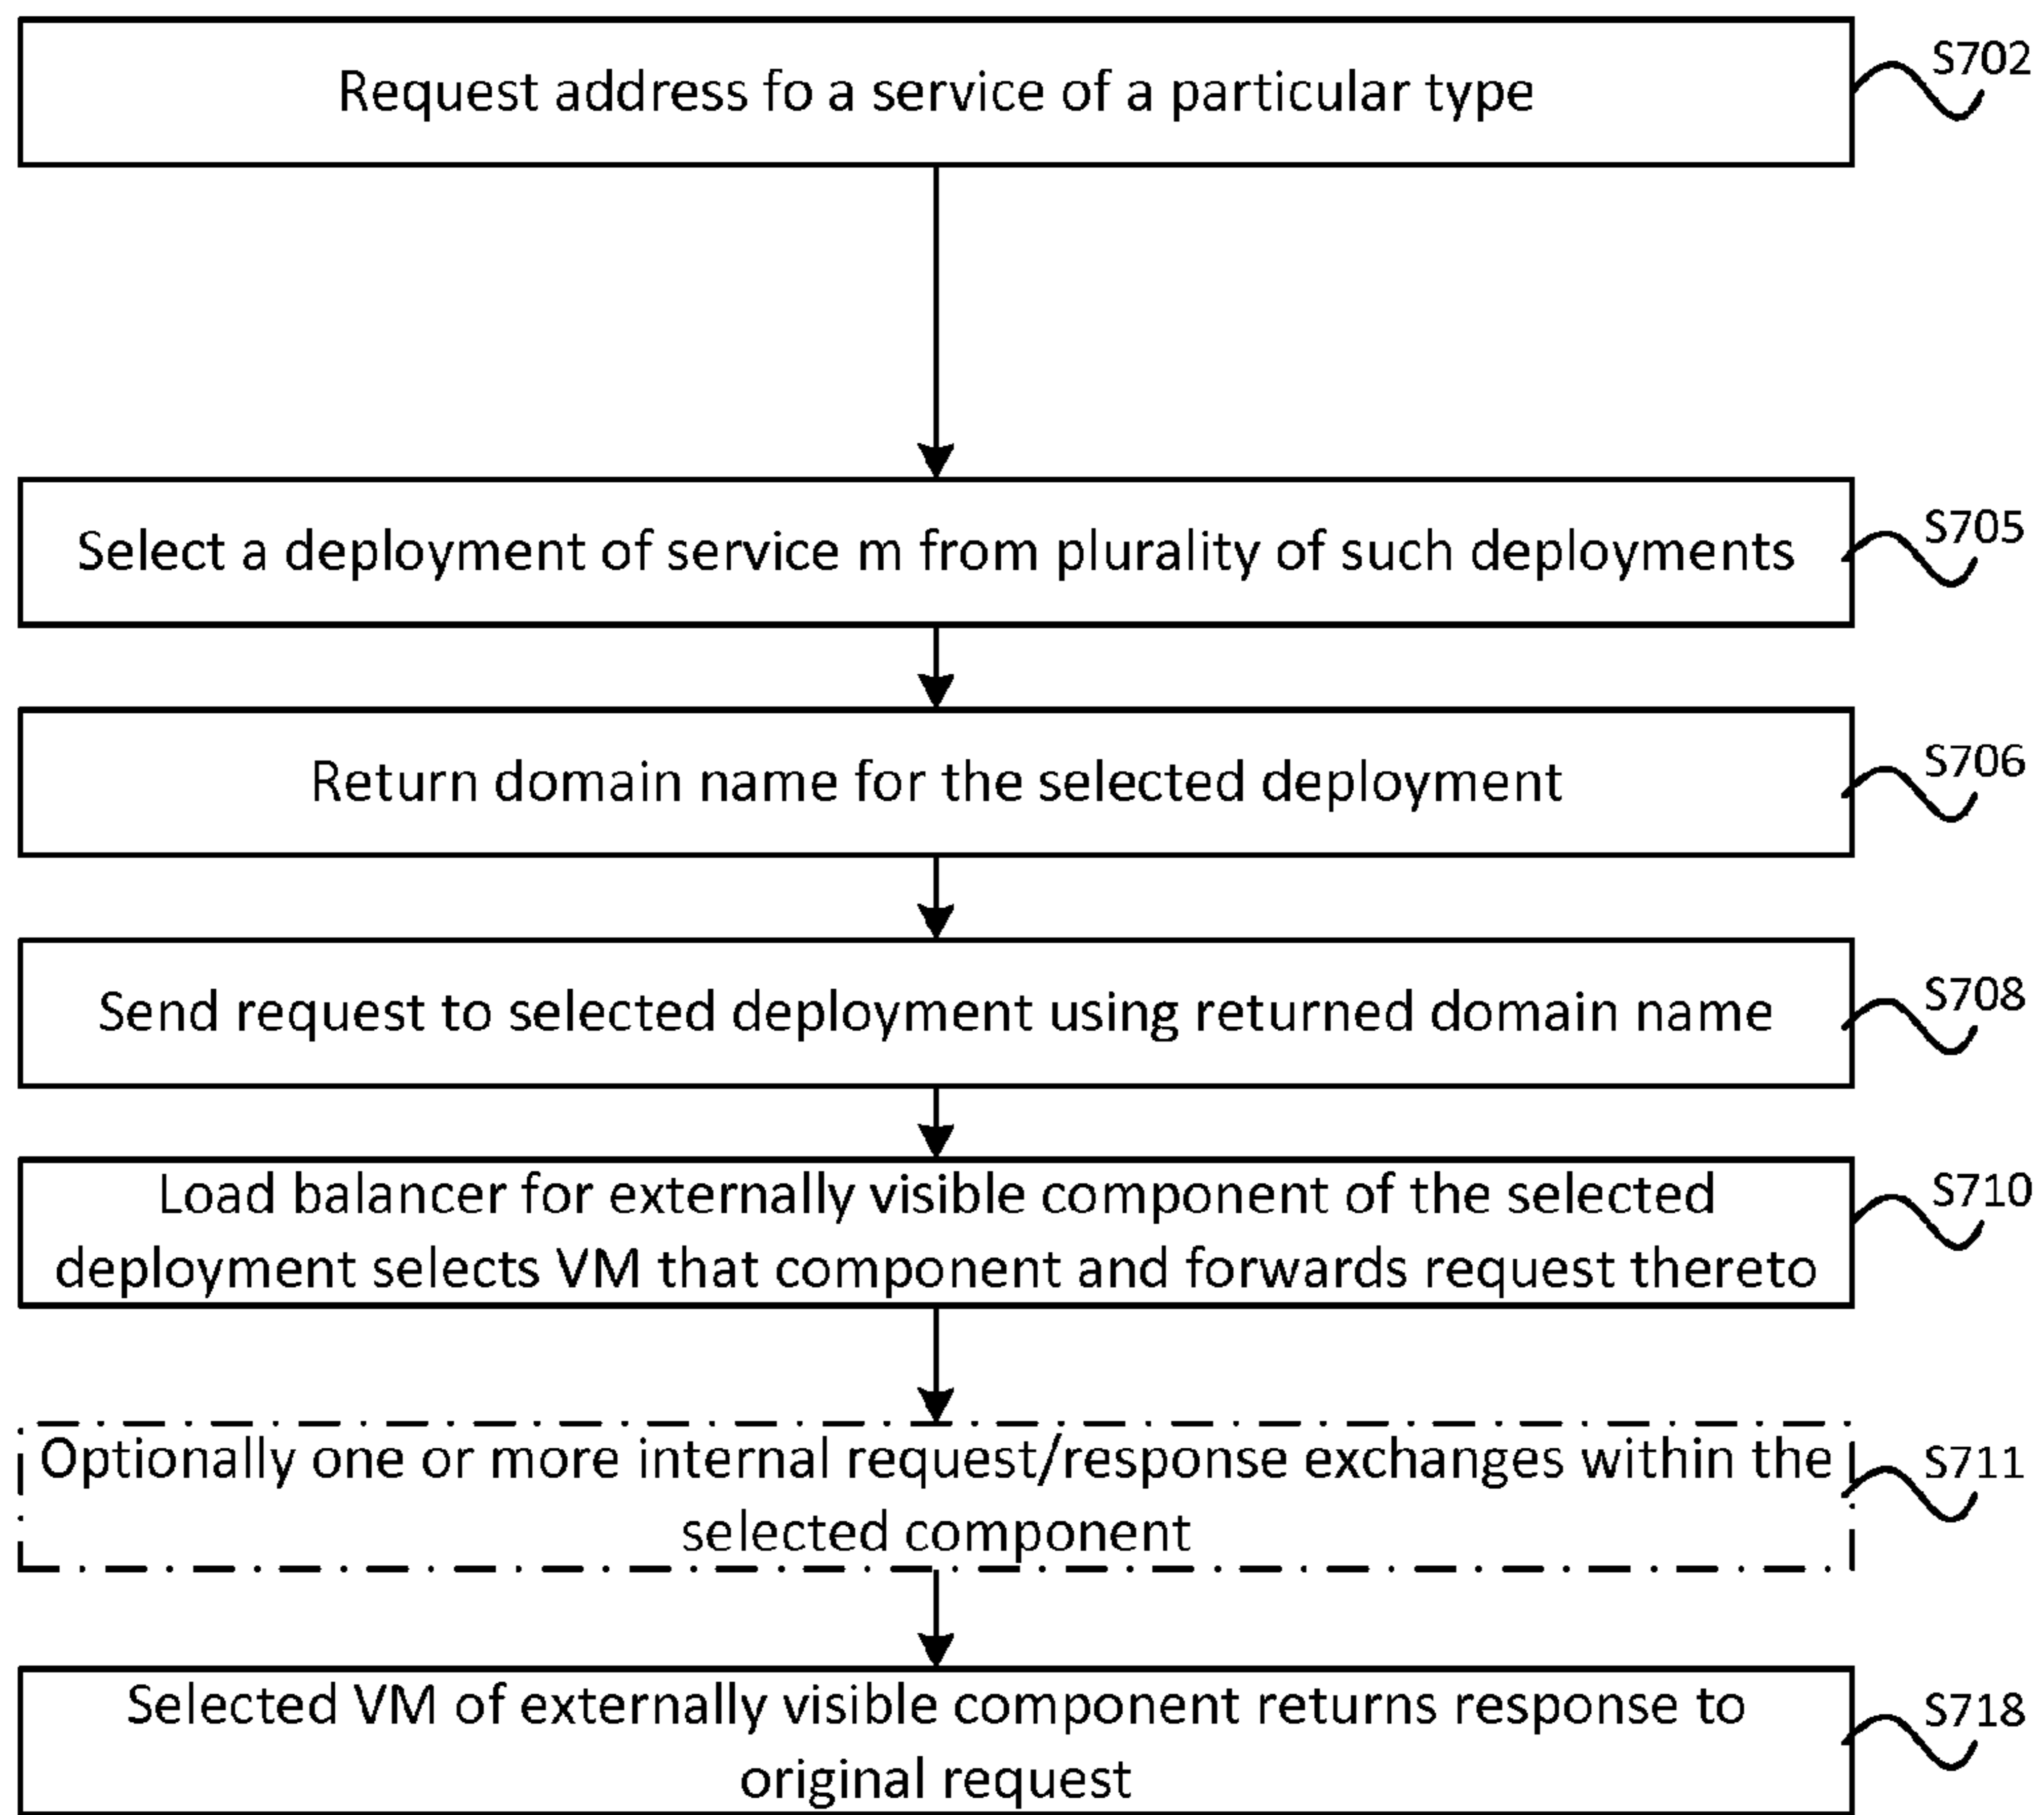 Request address fo a service of a particular type
S702
Select a deployment of service m from plurality of such deployments
S705
Return domain name for the selected deployment
S706
Send request to selected deployment using returned domain name
S708
Load balancer for externally visible component of the selected
deployment selects VM that component and forwards request thereto
S710
Optionally one or more internal request/response exchanges within the
selected component
S711
Selected VM of externally visible component returns response to
original request
S718